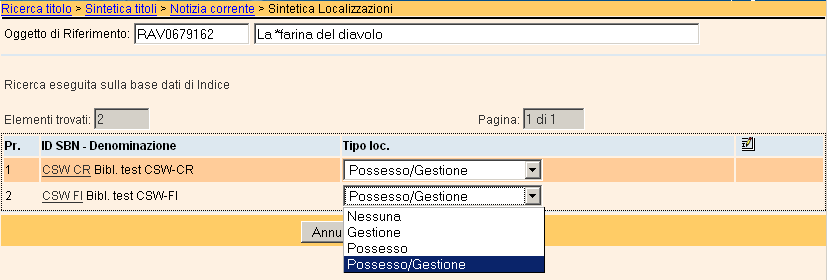 Ricerca titolo > Sintetica titoli > Notizia corrente > Sintetica Localizzazioni
Oggetto di Riferimento: RAV0679162 La *farina del diavolo
Ricerca eseguita sulla base dati di Indice
Elementi trovati: 2 Pagina: 1 di 1
Pr. ID SBN - Denominazione Tipo loc.
1 CSW CR Bibl. test CSW-CR Possesso/Gestione
2 CSW FI Bibl. test CSW-FI Possesso/Gestione
Nessuna
Annu Gestione
Possesso
Possesso/Gestione